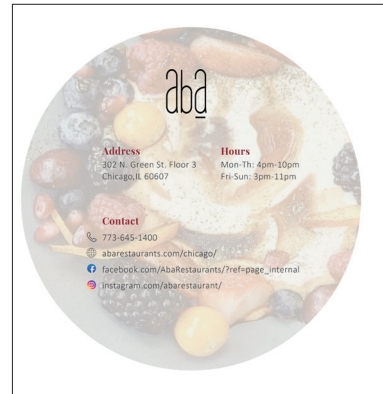 aba
Address
302 N. Green St. Floor 3
Chicago,IL 60607
Hours
Mon-Th: 4pm-10pm
Fri-Sun: 3pm-11pm
Contact
773-645-1400
abarestaurants.com/chicago/
facebook.com/AbaRestaurants/?ref=page_internal
instagram.com/abarestaurant/